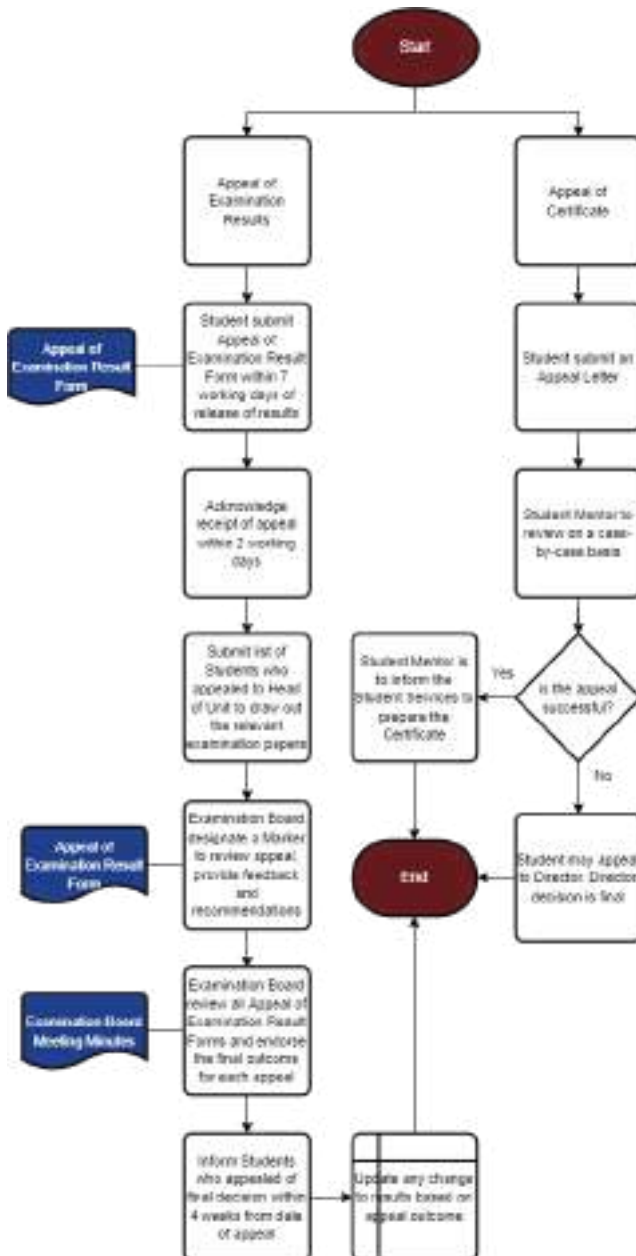 Start
Appeal of
Examination
Results
Appeal of
Certificate
Appeal of
Examination Result
Form
Student submit
Appeal of
Examination Result
Form within 7
working days of
release of results
Student submit an
Appeal Letter
Acknowledge
receipt of appeal
within 2 working
days
Student Mentor to
review on a case-
by-case basis
Submit list of
Students who
appealed to Head
of Unit to draw out
the relevant
examination papers
Student Mentor is
to inform the
Student Services to
prepare the
Certificate
Yes
is the appeal
successful?
No
Appeal of
Examination Result
Form
Examination Board
designate a Marker
to review appeal,
provide feedback
and
recommendations
End
Student may appeal
to Director. Director
decision is final
Examination Board
Meeting Minutes
Examination Board
review all Appeal of
Examination Result
Forms and endorse
the final outcome
for each appeal
Inform Students
who appealed of
final decision within
4 weeks from date
of appeal
Update any change
to results based on
appeal outcome